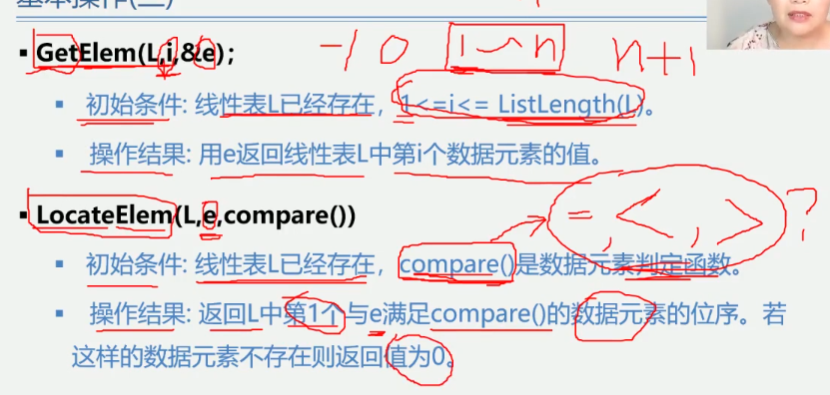 基本操作(二)
▪ GetElem(L,i,&e);
-1 0 1~n n+1
▪ 初始条件: 线性表L已经存在，1<=i<= ListLength(L)。
▪ 操作结果: 用e返回线性表L中第i个数据元素的值。
▪ LocateElem(L,e,compare())
=, <, > ?
▪ 初始条件: 线性表L已经存在，compare()是数据元素判定函数。
▪ 操作结果: 返回L中第1个与e满足compare()的数据元素的位序。若
这样的数据元素不存在则返回值为0。